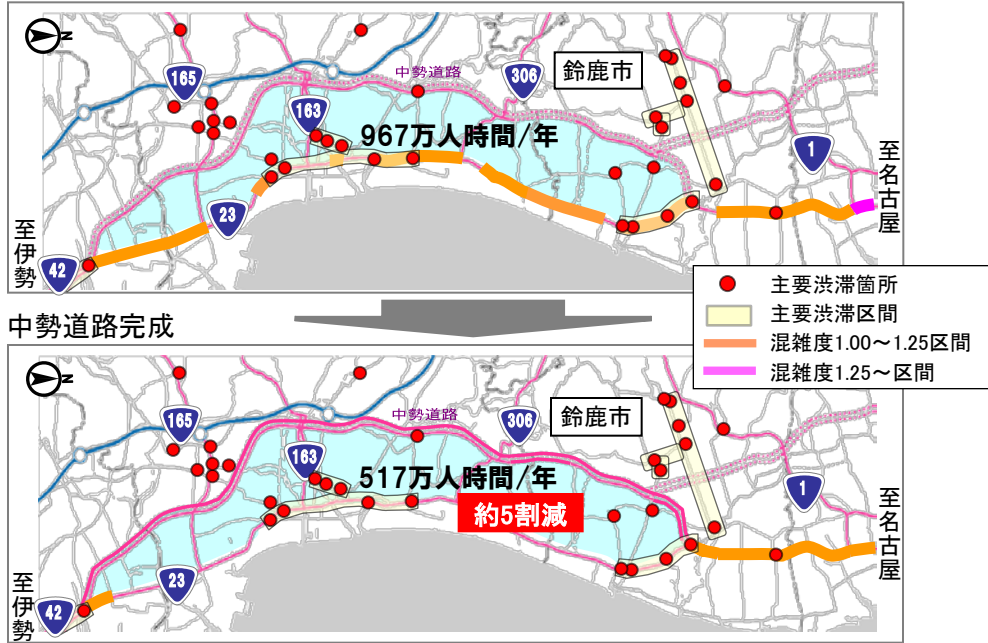 N
165
中勢道路
306
鈴鹿市
163
967万人時間/年
1
至名古屋
23
至伊勢
42
主要渋滞箇所
主要渋滞区間
混雑度1.00～1.25区間
混雑度1.25～区間
中勢道路完成
N
165
中勢道路
306
鈴鹿市
163
517万人時間/年
約5割減
1
至名古屋
23
至伊勢
42